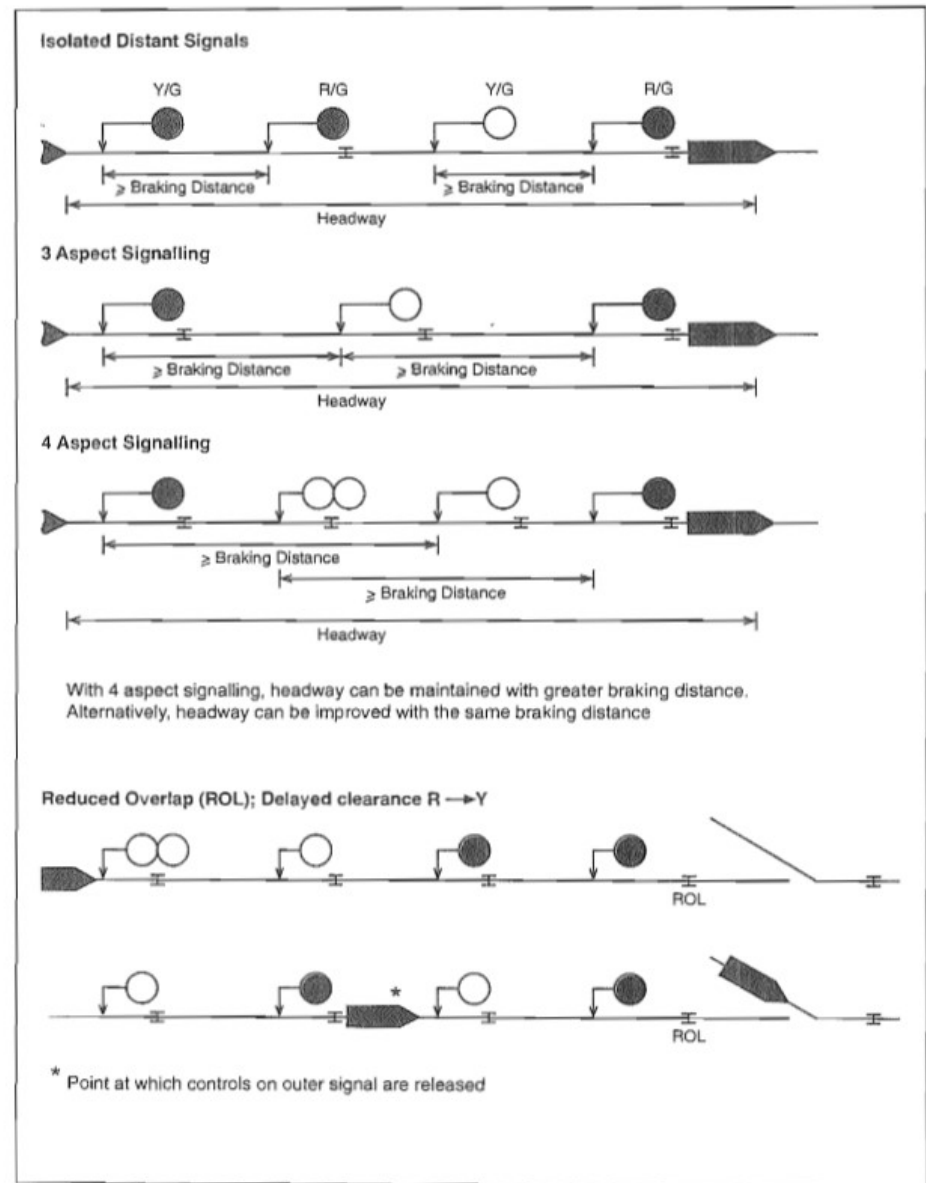 Isolated Distant Signals
Y/G R/G Y/G R/G
⩾ Braking Distance ⩾ Braking Distance
Headway
3 Aspect Signalling
⩾ Braking Distance ⩾ Braking Distance
Headway
4 Aspect Signalling
⩾ Braking Distance
⩾ Braking Distance
Headway
With 4 aspect signalling, headway can be maintained with greater braking distance.
Alternatively, headway can be improved with the same braking distance
Reduced Overlap (ROL); Delayed clearance R → Y
ROL
*
ROL
* Point at which controls on outer signal are released